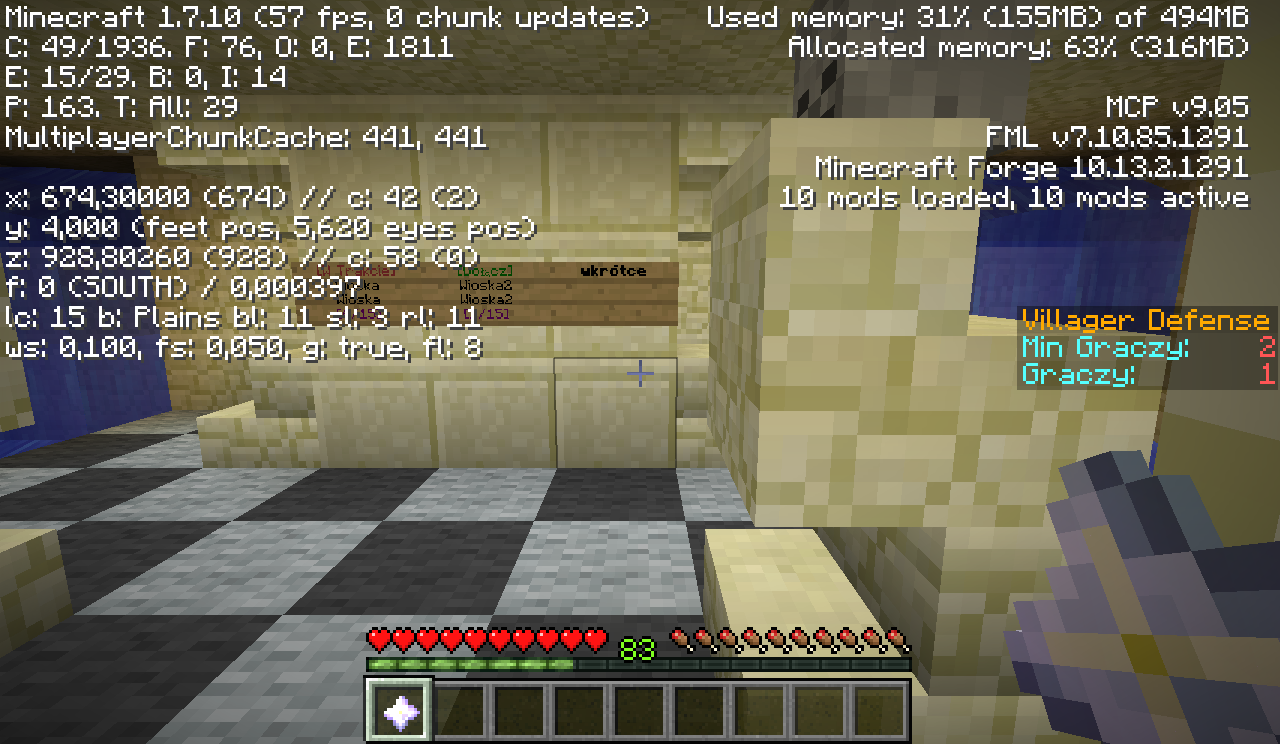 Minecraft 1.7.10 (57 fps, 0 chunk updates)
C: 49/1936. F: 76, O: 0, E: 1811
E: 15/29. B: 0, I: 14
P: 163. T: All: 29
MultiplayerChunkCache: 441, 441
x: 674,30000 (674) // c: 42 (2)
y: 4,000 (feet pos, 5,620 eyes pos)
z: 928,80260 (928) // c: 58 (0)
f: 0 (SOUTH) / 0,000397
lc: 15 b: Plains bl: 11 sl: 3 rl: 11
ws: 0,100, fs: 0,050, g: true, fl: 8
Used memory: 31% (155MB) of 494MB
Allocated memory: 63% (316MB)
MCP v9.05
FML v7.10.85.1291
Minecraft Forge 10.13.2.1291
10 mods loaded, 10 mods active
[W Trakcie]
Wioska
[Dołącz]
Wioska2
Wioska2
wkrótce
Villager Defense
Min Graczy: 2
Graczy: 1
83